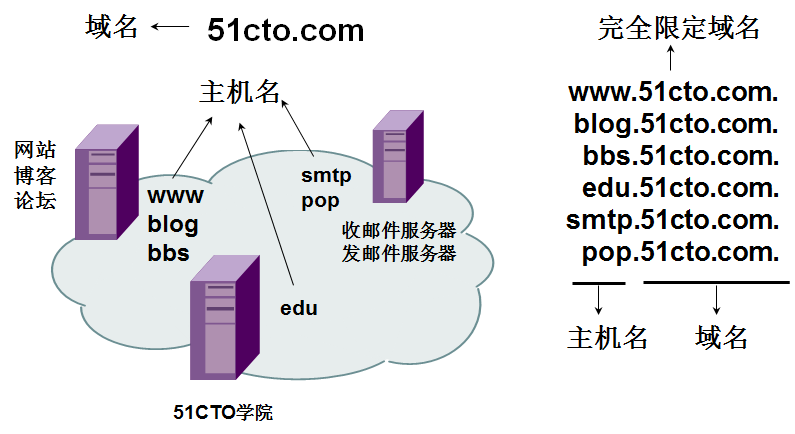 域名
51cto.com
主机名
网站
博客
论坛
www
blog
bbs
smtp
pop
收邮件服务器
发邮件服务器
edu
51CTO学院
完全限定域名
www.51cto.com.
blog.51cto.com.
bbs.51cto.com.
edu.51cto.com.
smtp.51cto.com.
pop.51cto.com.
主机名
域名